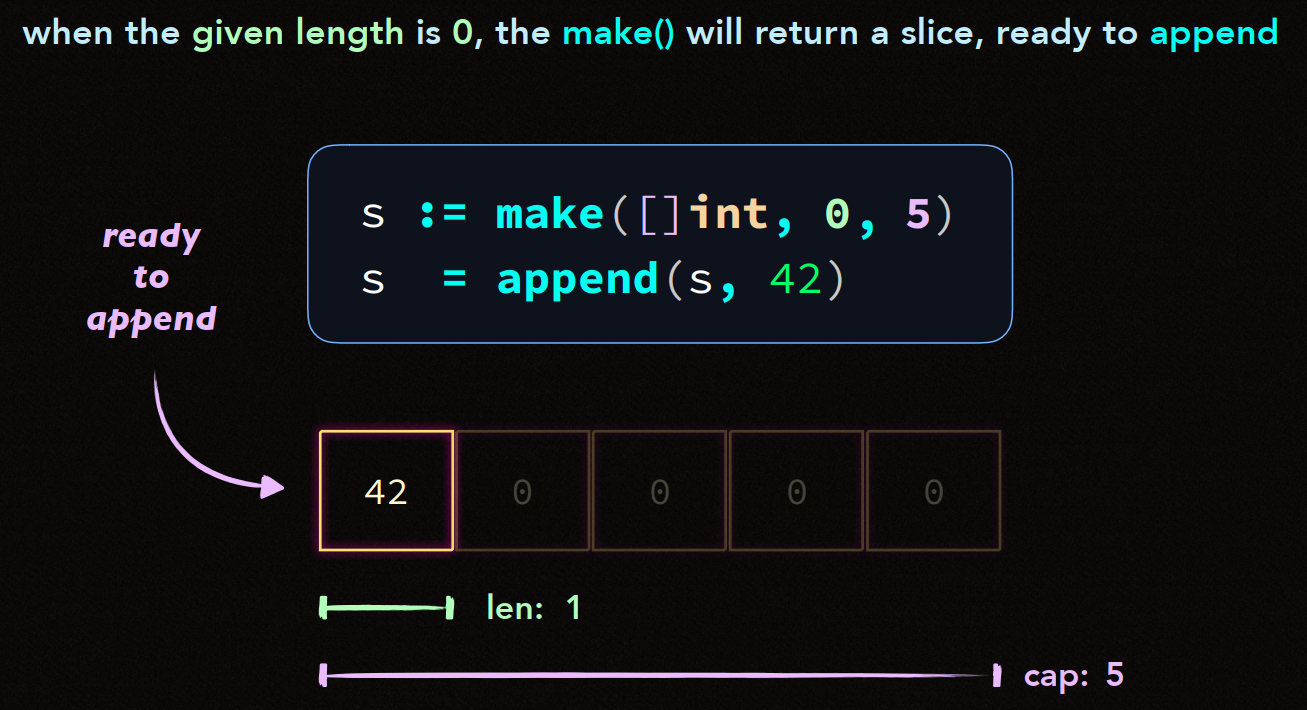 when the given length is 0, the make() will return a slice, ready to append
s := make([]int, 0, 5)
s  = append(s, 42)
ready
to
append
42 0 0 0 0
len: 1
cap: 5